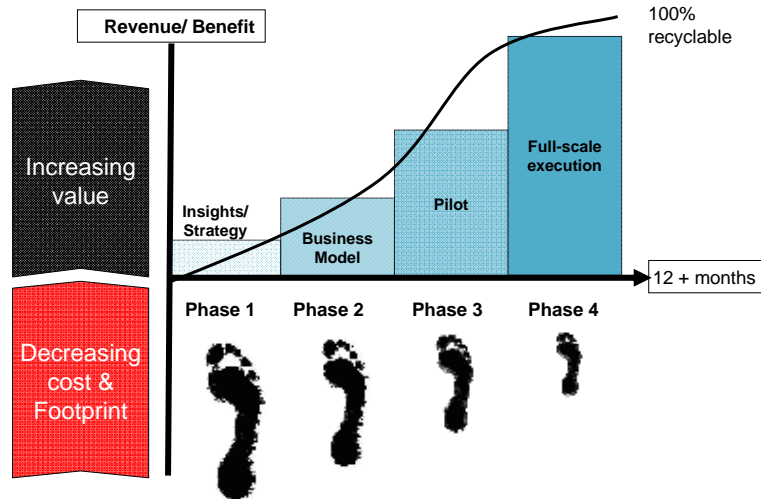 Revenue/ Benefit
100%
recyclable
Increasing
value
Insights/
Strategy
Business
Model
Pilot
Full-scale
execution
12 + months
Phase 1
Phase 2
Phase 3
Phase 4
Decreasing
cost &
Footprint